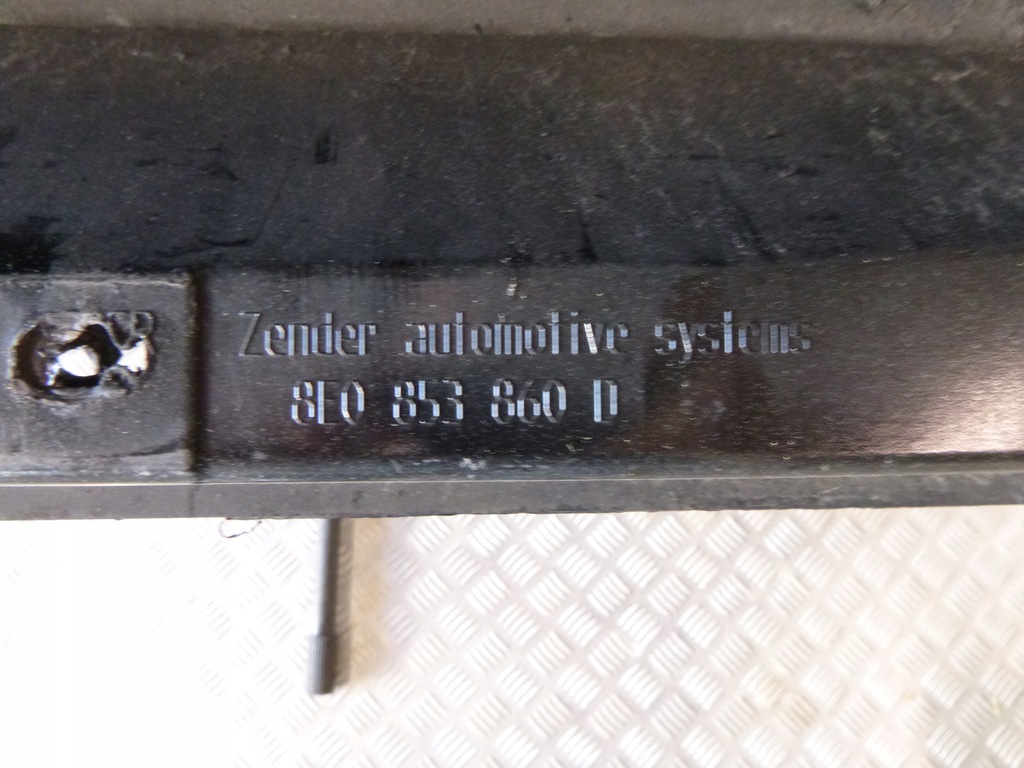 Zender automotive systems
8E0 853 860 D